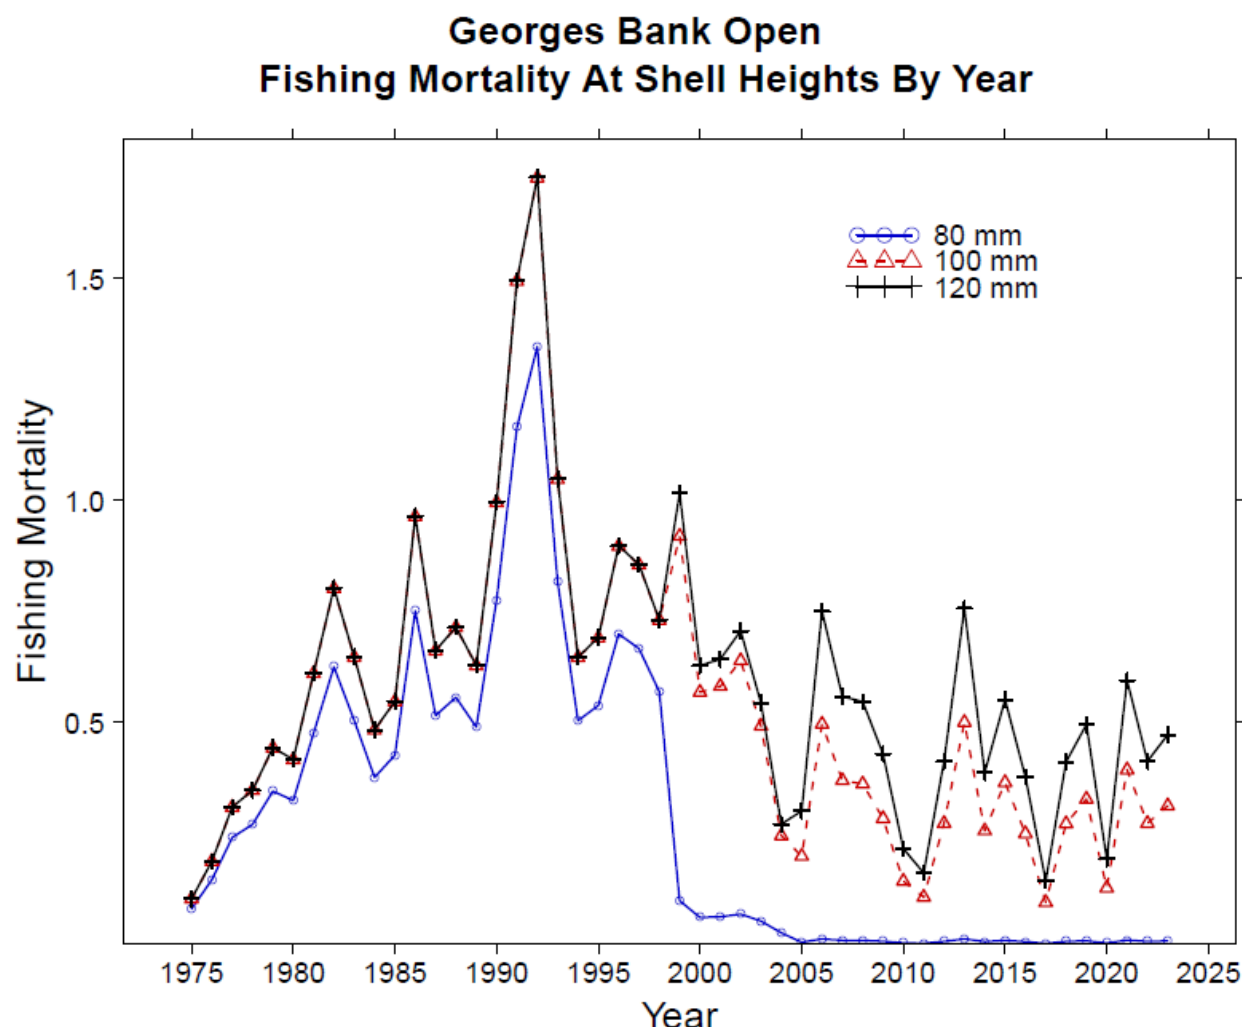 Georges Bank Open
Fishing Mortality At Shell Heights By Year
80 mm
100 mm
120 mm
1.5
1.0
0.5
Fishing Mortality
1975 1980 1985 1990 1995 2000 2005 2010 2015 2020 2025
Year